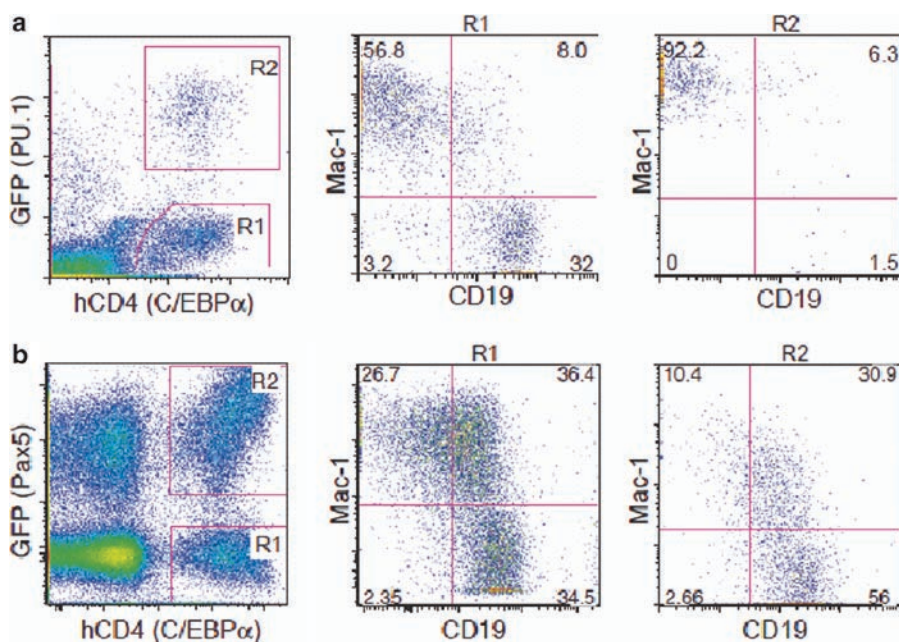 a
R1
R2
GFP (PU.1)
R2
R1
hCD4 (C/EBPα)
Mac-1
56.8
8.0
3.2
32
CD19
Mac-1
92.2
6.3
0
1.5
CD19
b
R1
R2
GFP (Pax5)
R2
R1
hCD4 (C/EBPα)
Mac-1
26.7
36.4
2.35
34.5
CD19
Mac-1
10.4
30.9
2.66
56
CD19